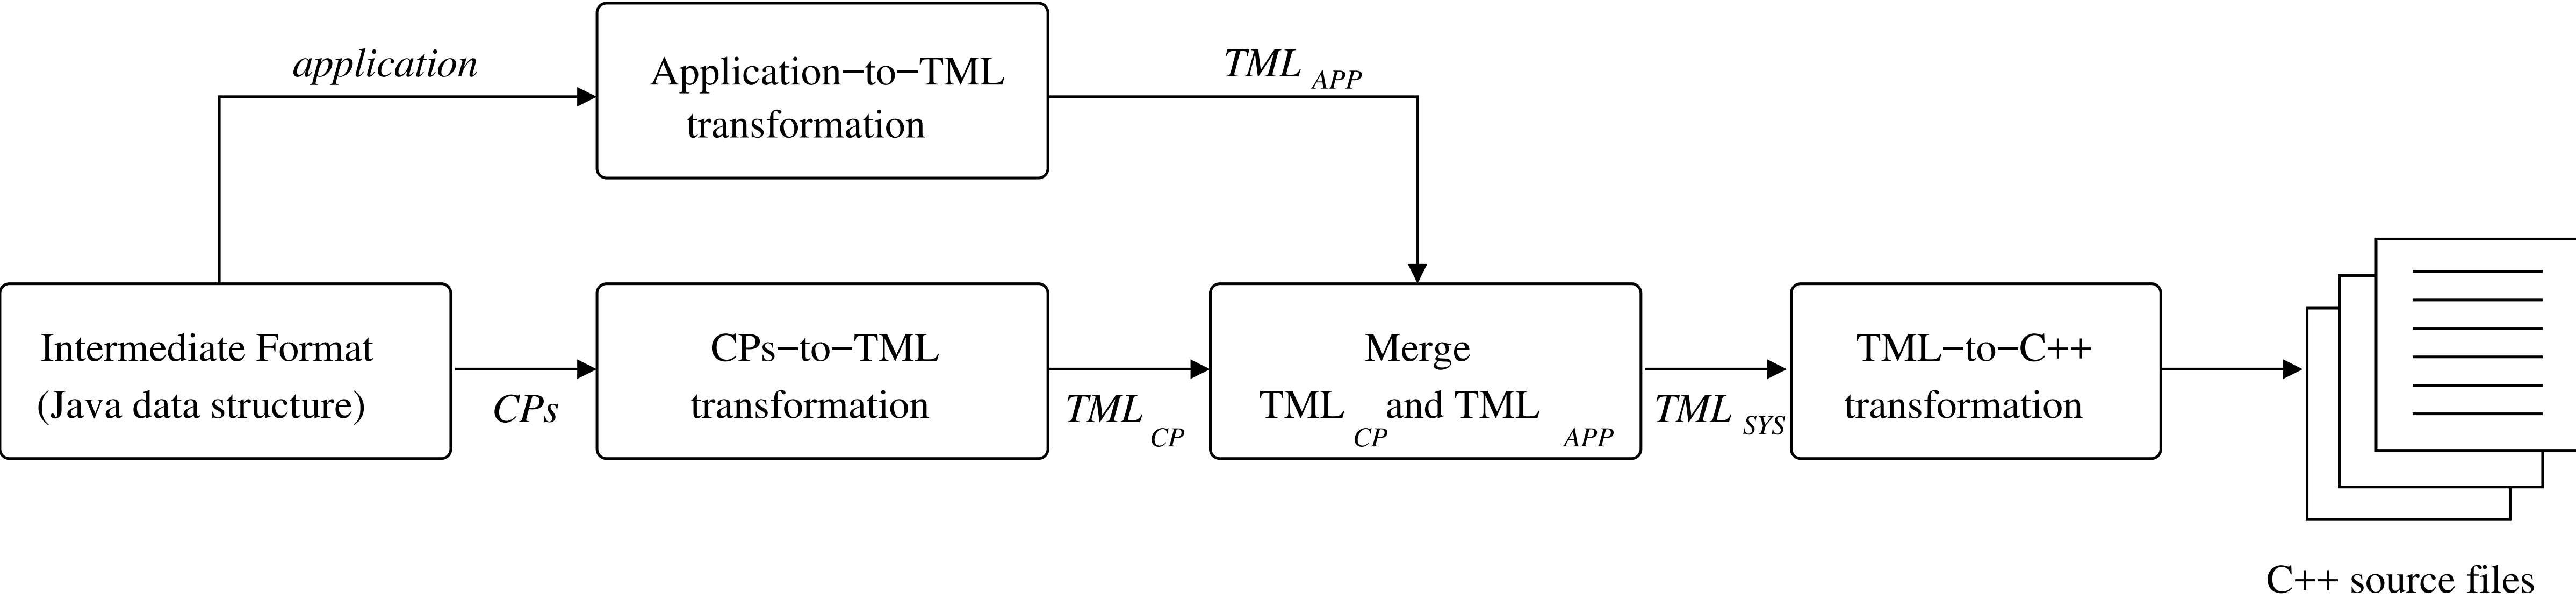 application
Application−to−TML
transformation
TML APP
Intermediate Format
(Java data structure)
CPs
CPs−to−TML
transformation
TML CP
Merge
TML CP and TML APP
TML SYS
TML−to−C++
transformation
C++ source files